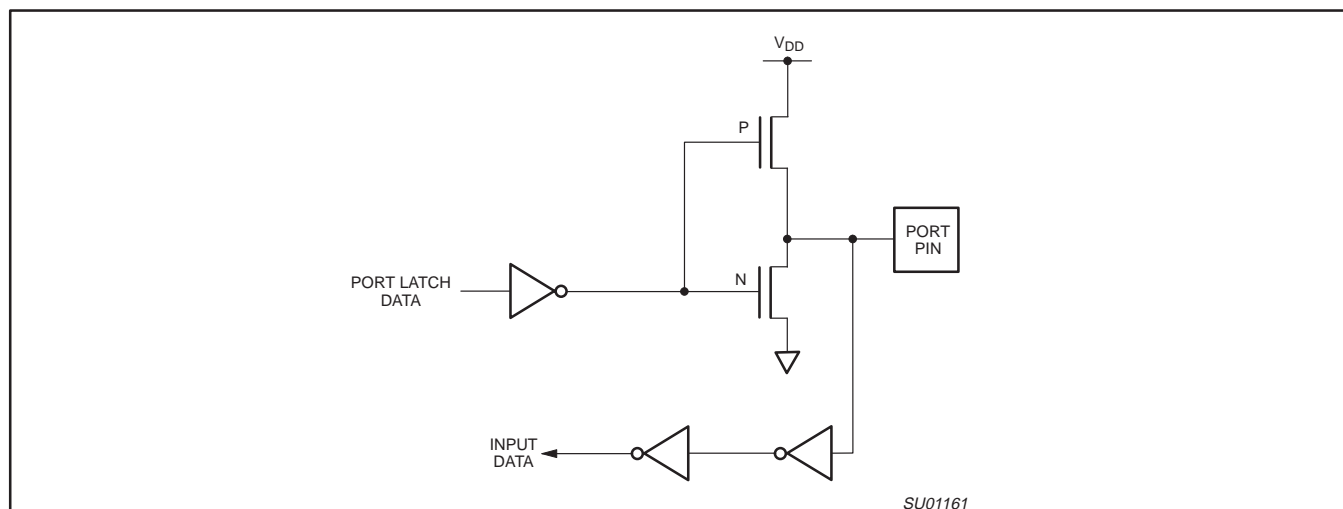 VDD
P
PORT
PIN
N
PORT LATCH
DATA
INPUT
DATA
SU01161